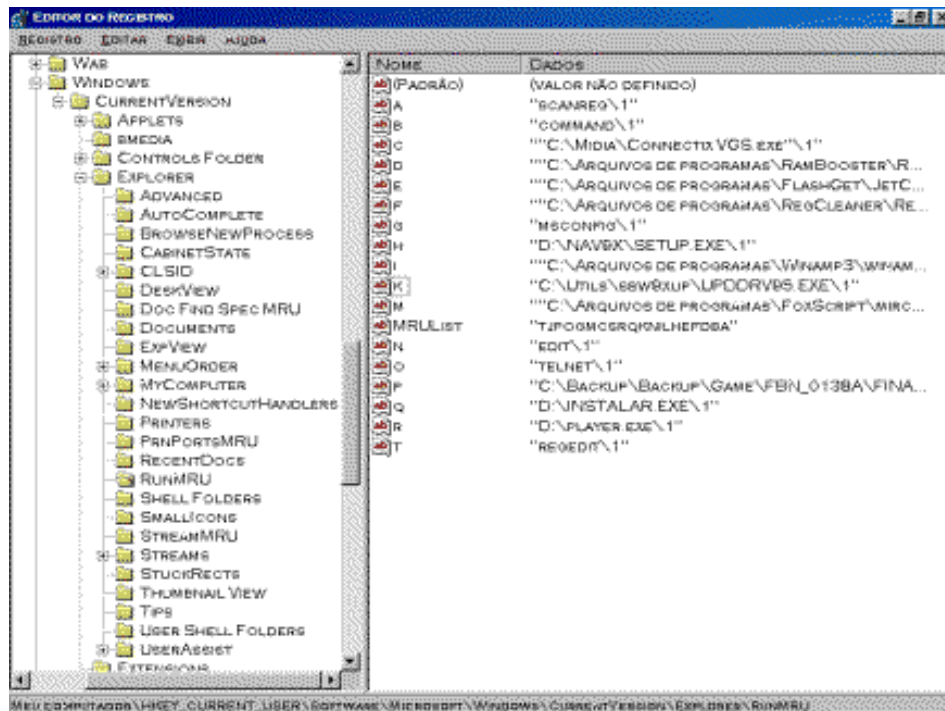 Editor do Registro
Registro Editar Exibir Ajuda
Wab
Windows
CurrentVersion
Applets
BMedia
Controls Folder
Explorer
Advanced
AutoComplete
BrowseNewProcess
CabinetState
CLSID
DeskView
Doc Find Spec MRU
Documents
ExpView
MenuOrder
MyComputer
NewShortcutHandlers
Printers
PrnPortsMRU
RecentDocs
RunMRU
Shell Folders
SmallIcons
StreamMRU
Streams
StuckRects
Thumbnail View
Tips
User Shell Folders
UserAssist
Extensions
Nome Dados
(Padrão) (valor não definido)
a "scanreg\1"
b "command\1"
c ""C:\Midia\Connectix VGS.exe"\1"
d ""C:\Arquivos de programas\RamBooster\R...
e ""C:\Arquivos de programas\FlashGet\JetC...
f ""C:\Arquivos de programas\RegCleaner\Re...
g "msconfig\1"
h "D:\NAV9X\SETUP.EXE\1"
i ""C:\Arquivos de programas\Winamp3\winam...
k
m ""C:\Arquivos de programas\FoxScript\mirc...
MRUList
n "edit\1"
o "telnet\1"
p "C:\Backup\Backup\Game\FBN_0138A\FINA...
q "D:\INSTALAR.EXE\1"
r "D:\player.exe\1"
t "regedit\1"
Meu computador\HKEY_CURRENT_USER\Software\Microsoft\Windows\CurrentVersion\Explorer\RunMRU